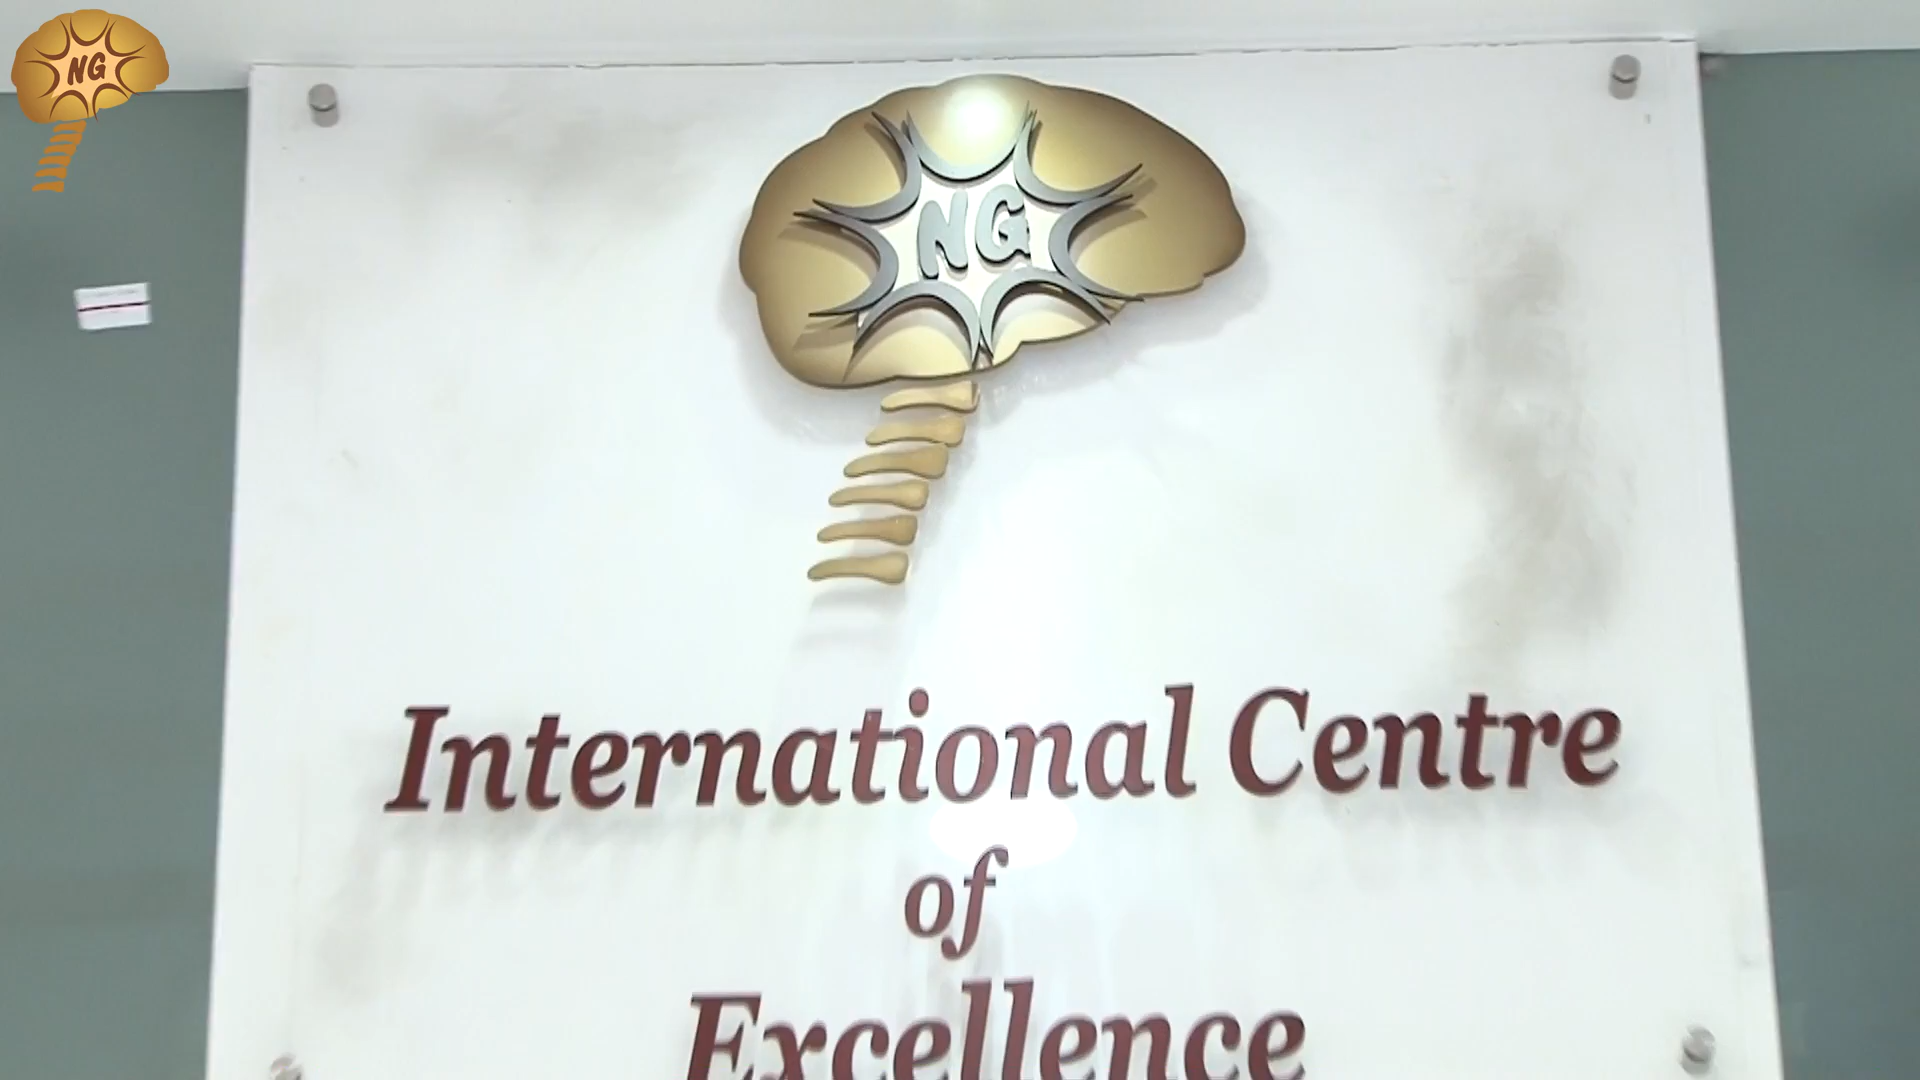 NG
NG
International Centre
of
Excellence